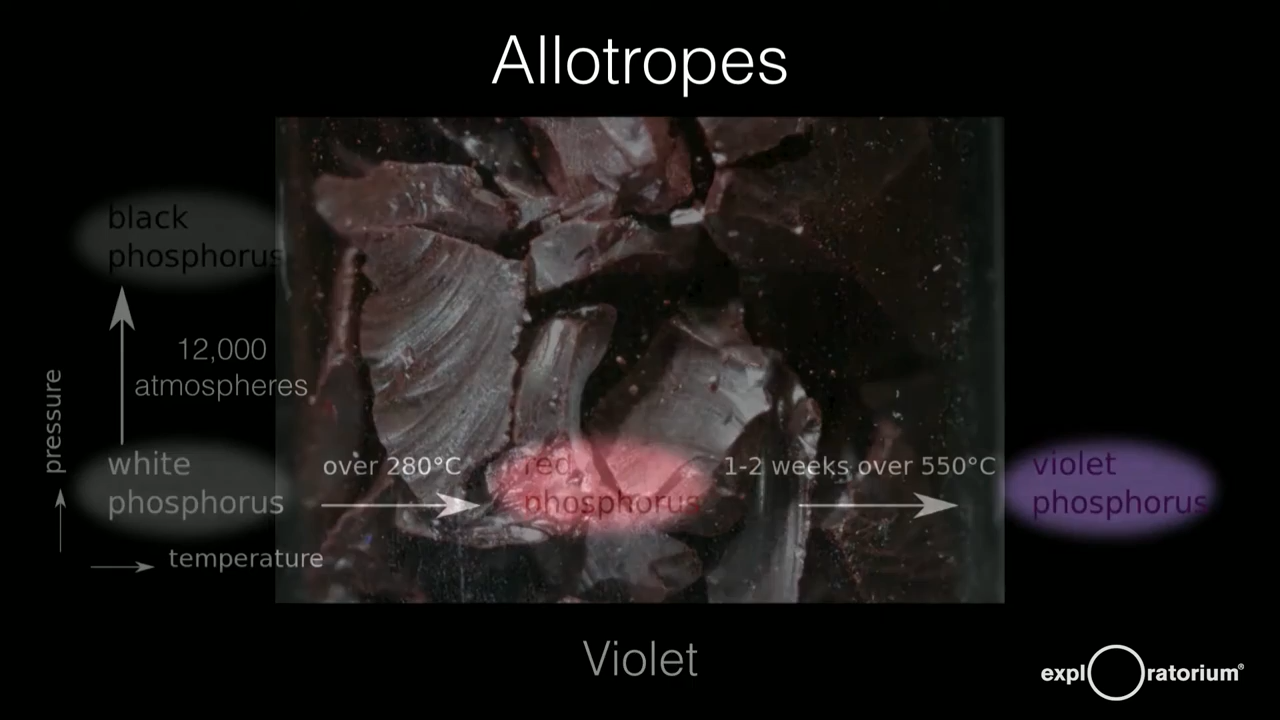 Allotropes
black
phosphorus
12,000
atmospheres
pressure
white
phosphorus
over 280°C
red
phosphorus
1-2 weeks over 550°C
violet
phosphorus
temperature
Violet
expl ratorium®